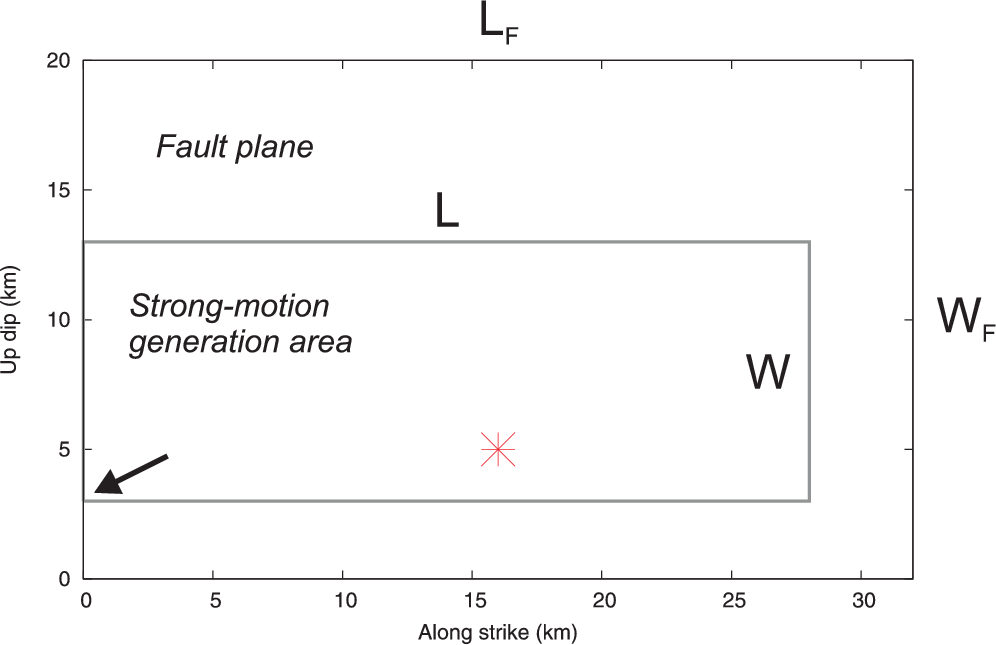 LF
20
Fault plane
15
L
Strong-motion
generation area
10
Up dip (km)
WF
W
5
0
0 5 10 15 20 25 30
Along strike (km)